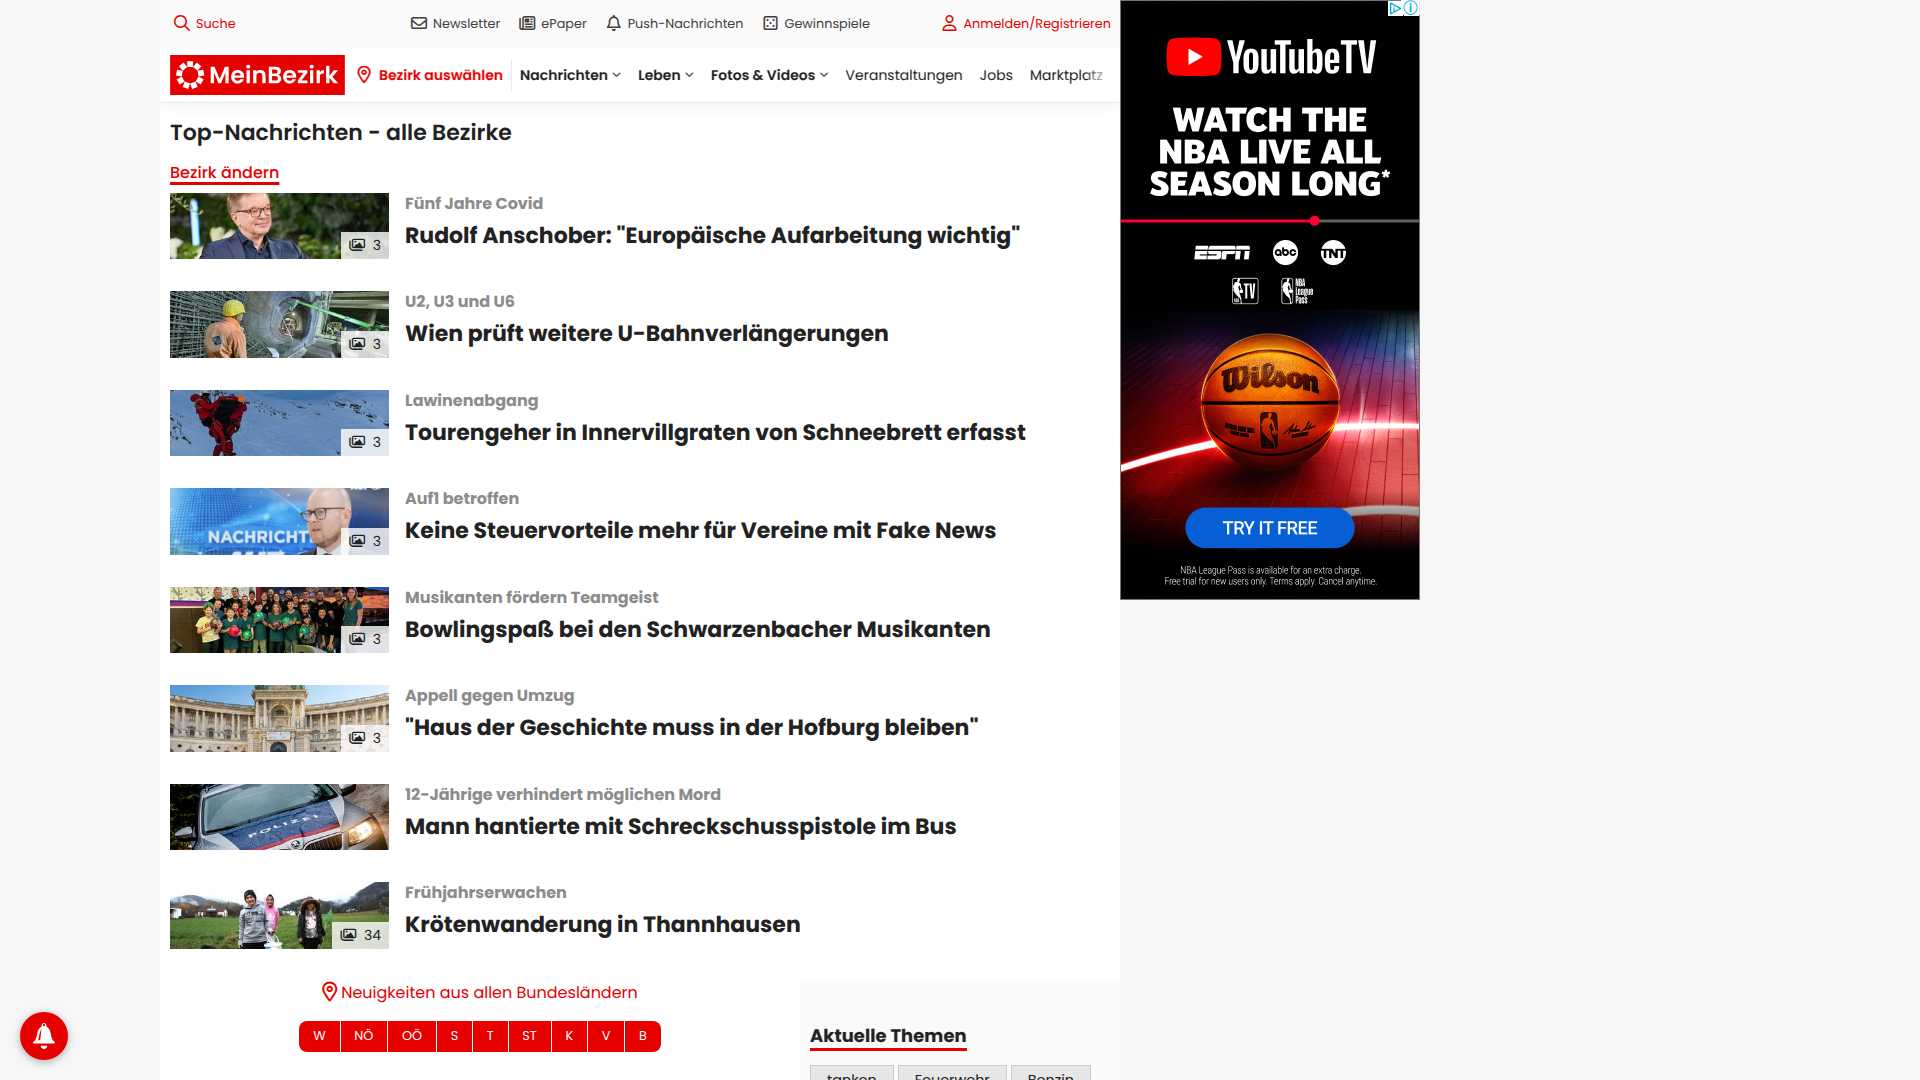 Suche
Newsletter
ePaper
Push-Nachrichten
Gewinnspiele
Anmelden/Registrieren
MeinBezirk
Bezirk auswählen
Nachrichten
Leben
Fotos & Videos
Veranstaltungen
Jobs
Marktplatz
Top-Nachrichten - alle Bezirke
Bezirk ändern
3
Fünf Jahre Covid
Rudolf Anschober: "Europäische Aufarbeitung wichtig"
3
U2, U3 und U6
Wien prüft weitere U-Bahnverlängerungen
3
Lawinenabgang
Tourengeher in Innervillgraten von Schneebrett erfasst
NACHRICHT
3
Auf1 betroffen
Keine Steuervorteile mehr für Vereine mit Fake News
3
Musikanten fördern Teamgeist
Bowlingspaß bei den Schwarzenbacher Musikanten
3
Appell gegen Umzug
"Haus der Geschichte muss in der Hofburg bleiben"
POLIZEI
12-Jährige verhindert möglichen Mord
Mann hantierte mit Schreckschusspistole im Bus
34
Frühjahrserwachen
Krötenwanderung in Thannhausen
Neuigkeiten aus allen Bundesländern
W
NÖ
OÖ
S
T
ST
K
V
B
Aktuelle Themen
tanken
Feuerwehr
Benzin
YouTubeTV
WATCH THE
NBA LIVE ALL
SEASON LONG*
ESPN
abc
TNT
TV
NBA
League
Pass
Wilson
TRY IT FREE
NBA League Pass is available for an extra charge.
Free trial for new users only. Terms apply. Cancel anytime.